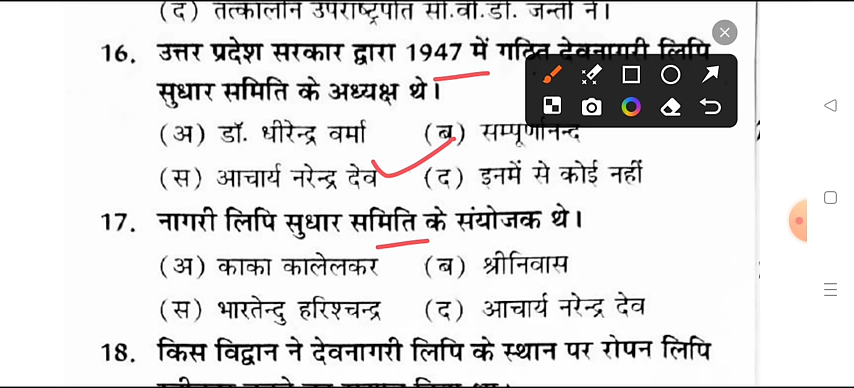 (द) तत्कालीन उपराष्ट्रपति सी.वी.डी. जन्ती ने।
16. उत्तर प्रदेश सरकार द्वारा 1947 में गठित देवनागरी लिपि
सुधार समिति के अध्यक्ष थे।
(अ) डॉ. धीरेन्द्र वर्मा (ब) सम्पूर्णानन्द
(स) आचार्य नरेन्द्र देव (द) इनमें से कोई नहीं
17. नागरी लिपि सुधार समिति के संयोजक थे।
(अ) काका कालेलकर (ब) श्रीनिवास
(स) भारतेन्दु हरिश्चन्द्र (द) आचार्य नरेन्द्र देव
18. किस विद्वान ने देवनागरी लिपि के स्थान पर रोपन लिपि